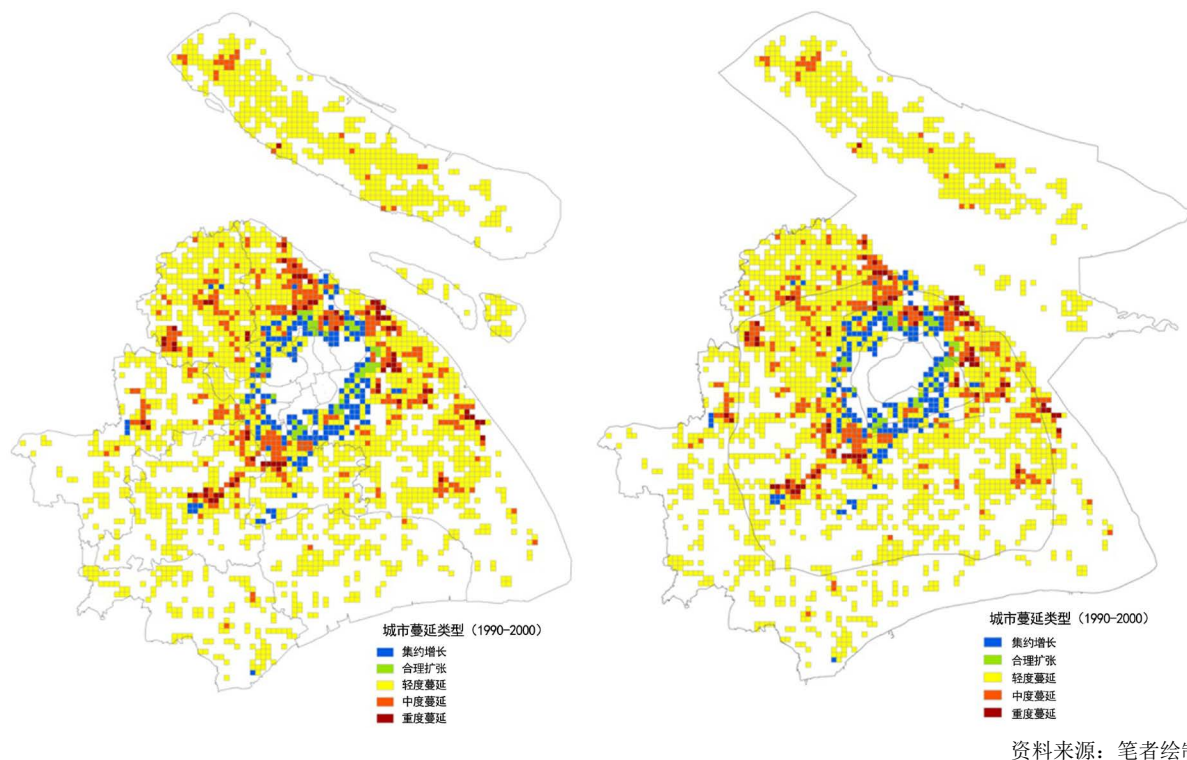 城市蔓延类型（1990-2000）
集约增长
合理扩张
轻度蔓延
中度蔓延
重度蔓延
城市蔓延类型（1990-2000）
集约增长
合理扩张
轻度蔓延
中度蔓延
重度蔓延
资料来源：笔者绘制